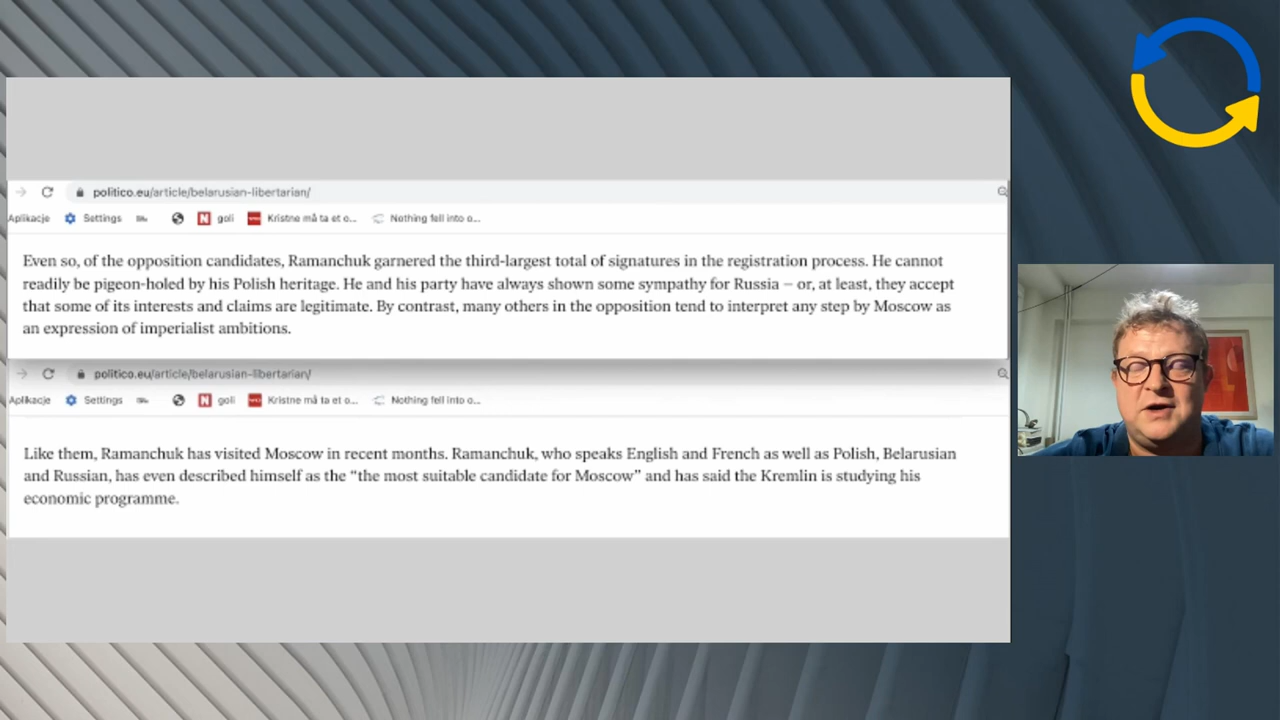 politico.eu/article/belarusian-libertarian/
Aplikacje Settings goli Kristne må ta et o... Nothing fell into o...
Even so, of the opposition candidates, Ramanchuk garnered the third-largest total of signatures in the registration process. He cannot
readily be pigeon-holed by his Polish heritage. He and his party have always shown some sympathy for Russia – or, at least, they accept
that some of its interests and claims are legitimate. By contrast, many others in the opposition tend to interpret any step by Moscow as
an expression of imperialist ambitions.
politico.eu/article/belarusian-libertarian/
Aplikacje Settings goli Kristne må ta et o... Nothing fell into o...
Like them, Ramanchuk has visited Moscow in recent months. Ramanchuk, who speaks English and French as well as Polish, Belarusian
and Russian, has even described himself as the “the most suitable candidate for Moscow” and has said the Kremlin is studying his
economic programme.